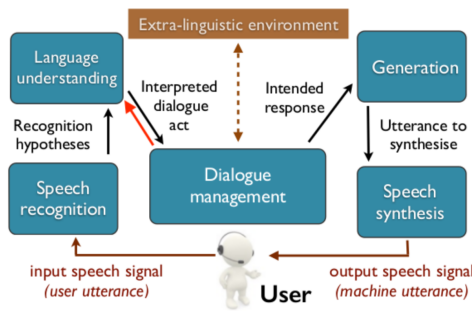 Extra-linguistic environment
Language
understanding
Generation
Interpreted
dialogue
act
Intended
response
Recognition
hypotheses
Utterance to
synthesise
Dialogue
management
Speech
recognition
Speech
synthesis
input speech signal
(user utterance)
User
output speech signal
(machine utterance)